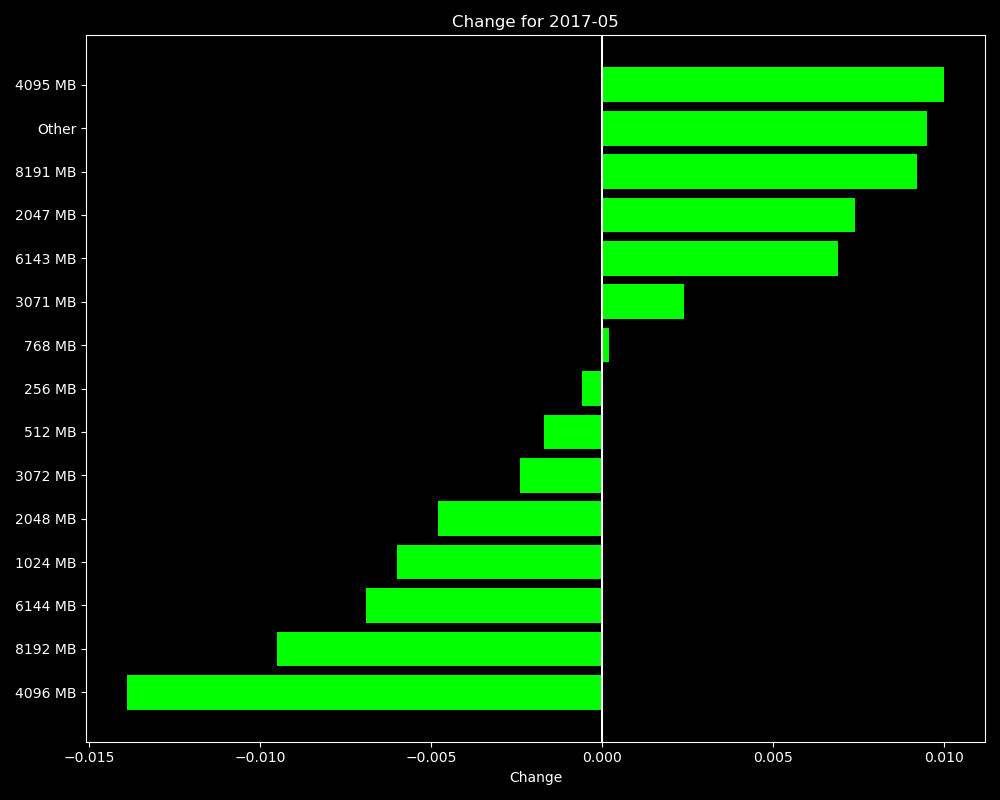 Change for 2017-05
4095 MB
Other
8191 MB
2047 MB
6143 MB
3071 MB
768 MB
256 MB
512 MB
3072 MB
2048 MB
1024 MB
6144 MB
8192 MB
4096 MB
−0.015 −0.010 −0.005 0.000 0.005 0.010
Change